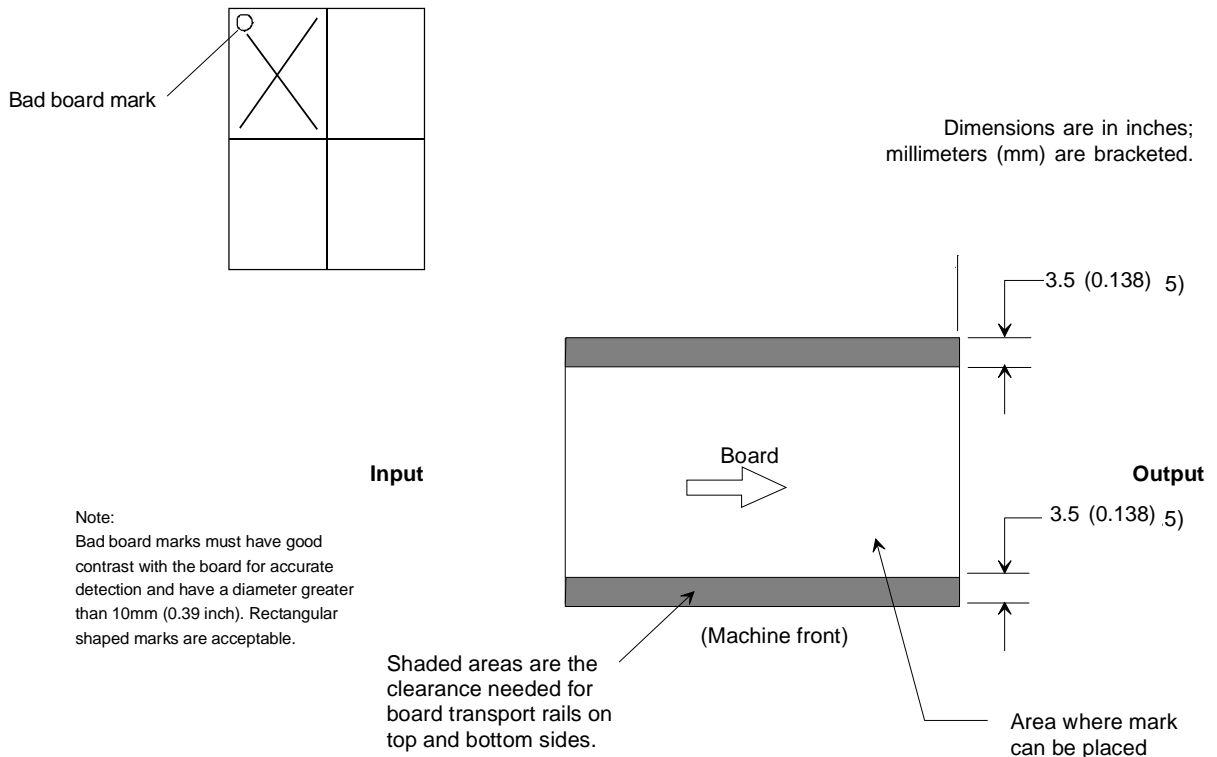 Bad board mark
Dimensions are in inches;
millimeters (mm) are bracketed.
3.5 (0.138) 5)
Board
Input
Output
3.5 (0.138) 5)
Note:
Bad board marks must have good
contrast with the board for accurate
detection and have a diameter greater
than 10mm (0.39 inch). Rectangular
shaped marks are acceptable.
(Machine front)
Shaded areas are the
clearance needed for
board transport rails on
top and bottom sides.
Area where mark
can be placed